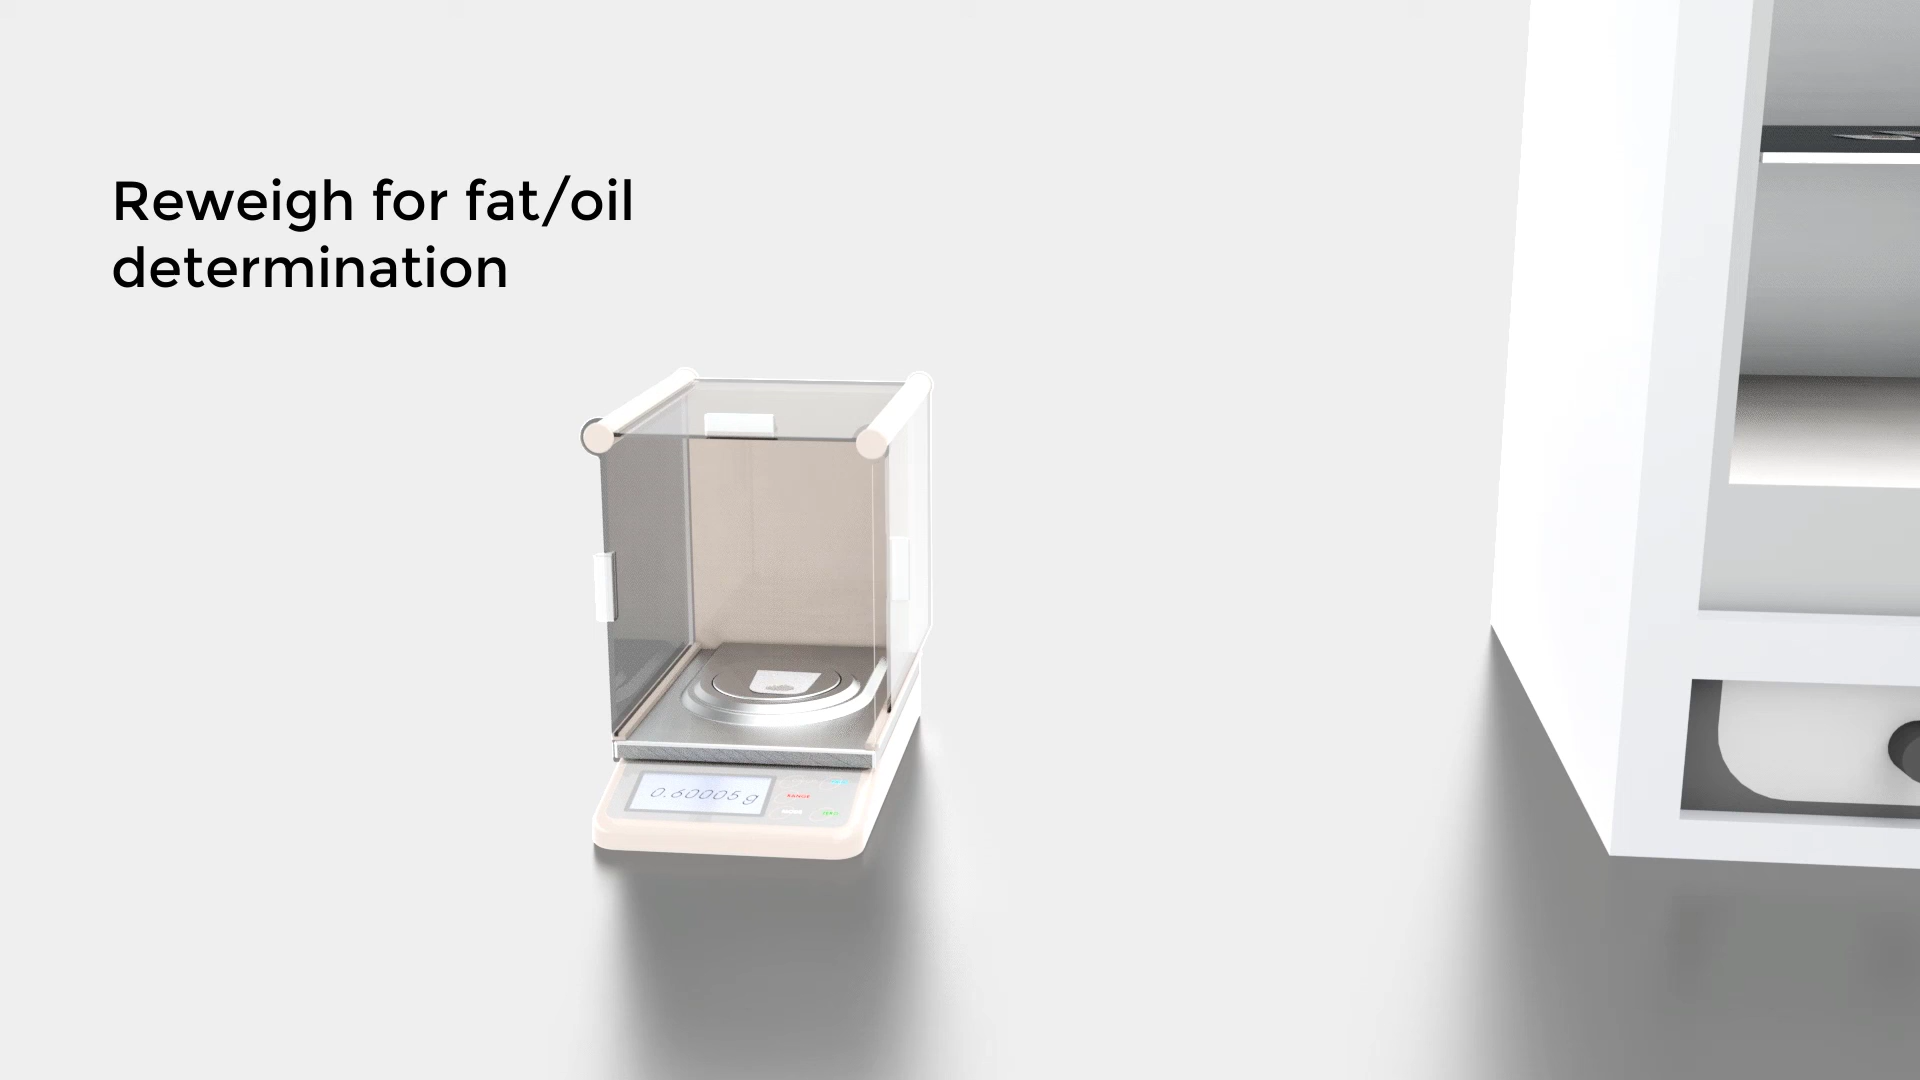 Reweigh for fat/oil
determination
0.60005 g